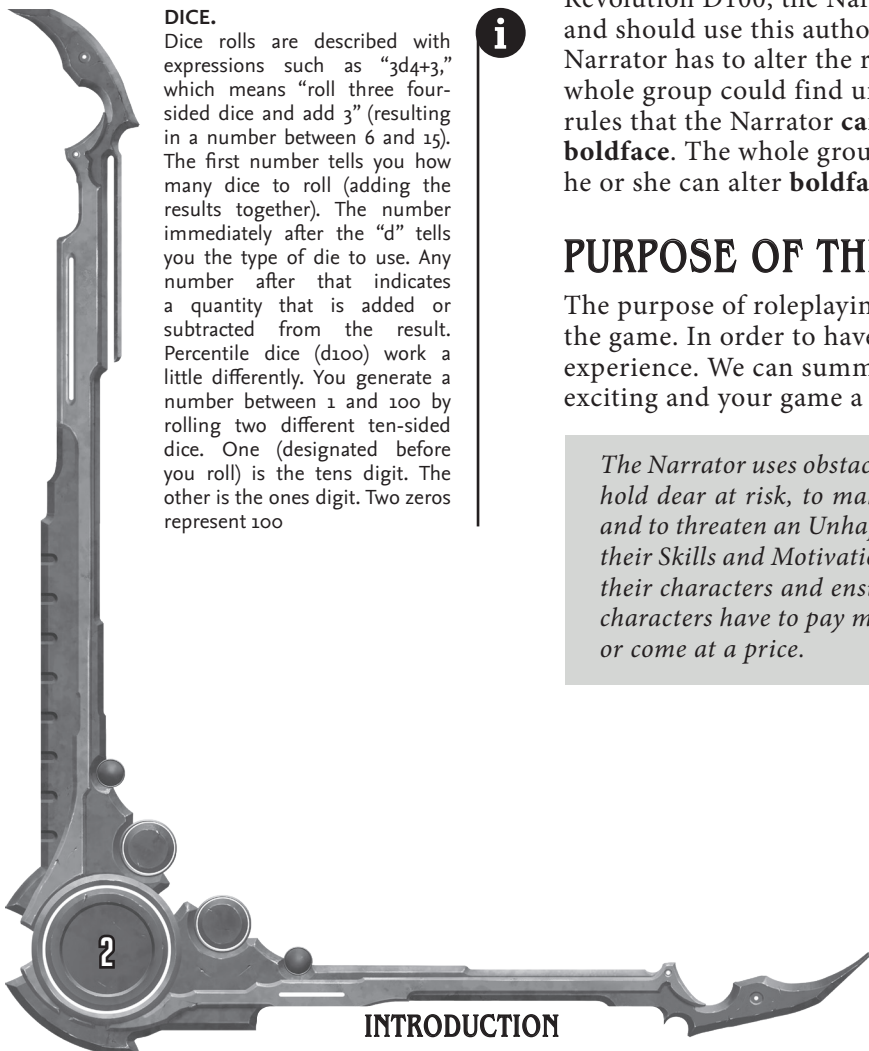 DICE.
Dice rolls are described with
expressions such as “3d4+3,”
which means “roll three four-
sided dice and add 3” (resulting
in a number between 6 and 15).
The first number tells you how
many dice to roll (adding the
results together). The number
immediately after the “d” tells
you the type of die to use. Any
number after that indicates
a quantity that is added or
subtracted from the result.
Percentile dice (d100) work a
little differently. You generate a
number between 1 and 100 by
rolling two different ten-sided
dice. One (designated before
you roll) is the tens digit. The
other is the ones digit. Two zeros
represent 100
i
Revolution D100, the Nar
and should use this autho
Narrator has to alter the r
whole group could find un
rules that the Narrator ca
boldface. The whole grou
he or she can alter boldfa
PURPOSE OF TH
The purpose of roleplayin
the game. In order to have
experience. We can summ
exciting and your game a
The Narrator uses obstac
hold dear at risk, to ma
and to threaten an Unha
their Skills and Motivatio
their characters and ens
characters have to pay m
or come at a price.
2
INTRODUCTION